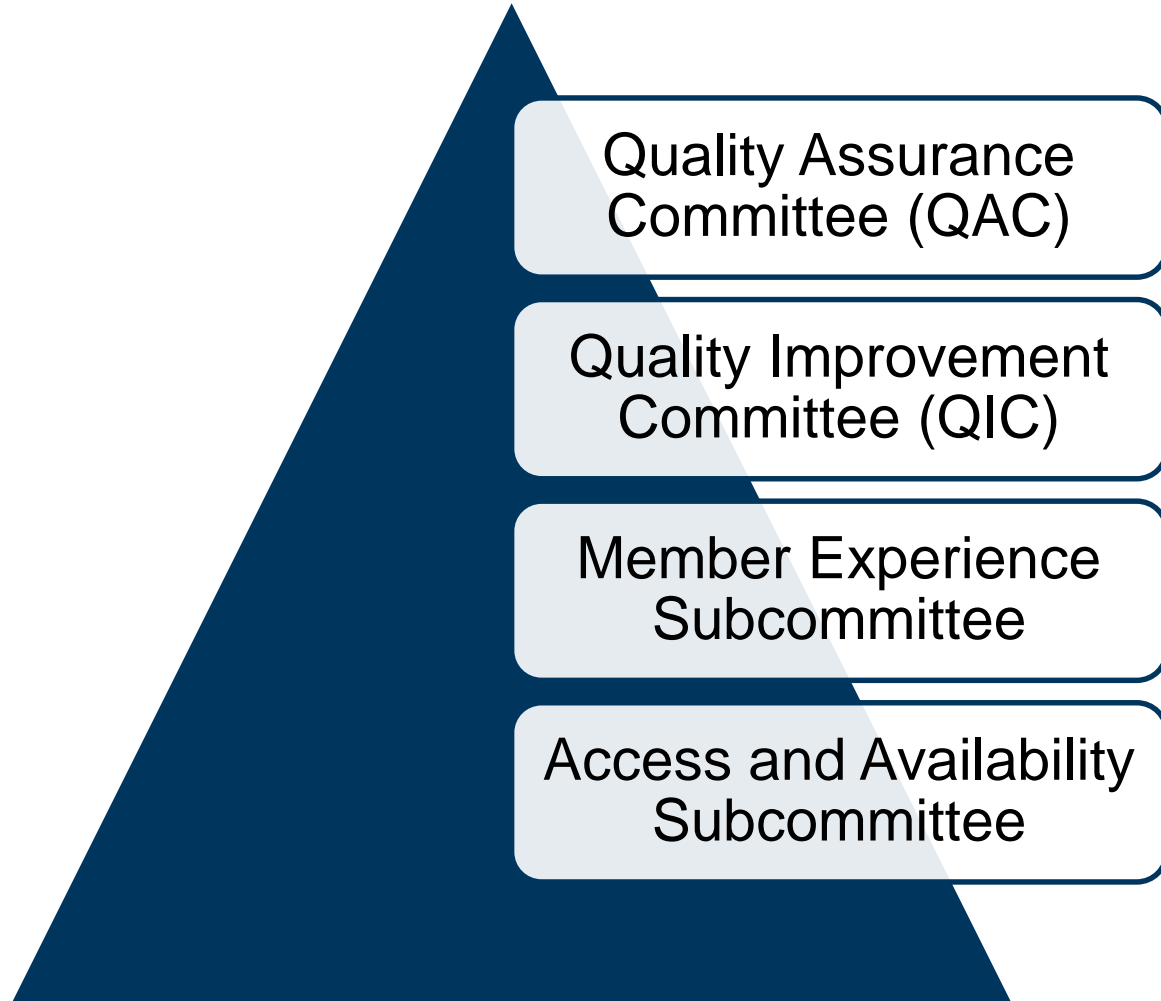 Quality Assurance
Committee (QAC)
Quality Improvement
Committee (QIC)
Member Experience
Subcommittee
Access and Availability
Subcommittee